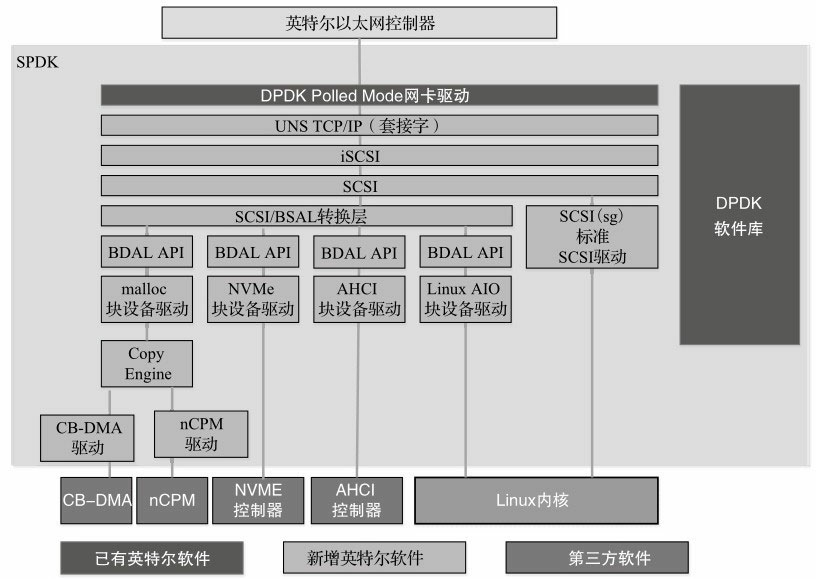 英特尔以太网控制器
SPDK
DPDK Polled Mode网卡驱动
UNS TCP/IP（套接字）
iSCSI
SCSI
SCSI/BSAL转换层
SCSI(sg)
标准
SCSI驱动
DPDK
软件库
BDAL API
BDAL API
BDAL API
BDAL API
malloc
块设备驱动
NVMe
块设备驱动
AHCI
块设备驱动
Linux AIO
块设备驱动
Copy
Engine
CB-DMA
驱动
nCPM
驱动
CB-DMA
nCPM
NVME
控制器
AHCI
控制器
Linux内核
已有英特尔软件
新增英特尔软件
第三方软件